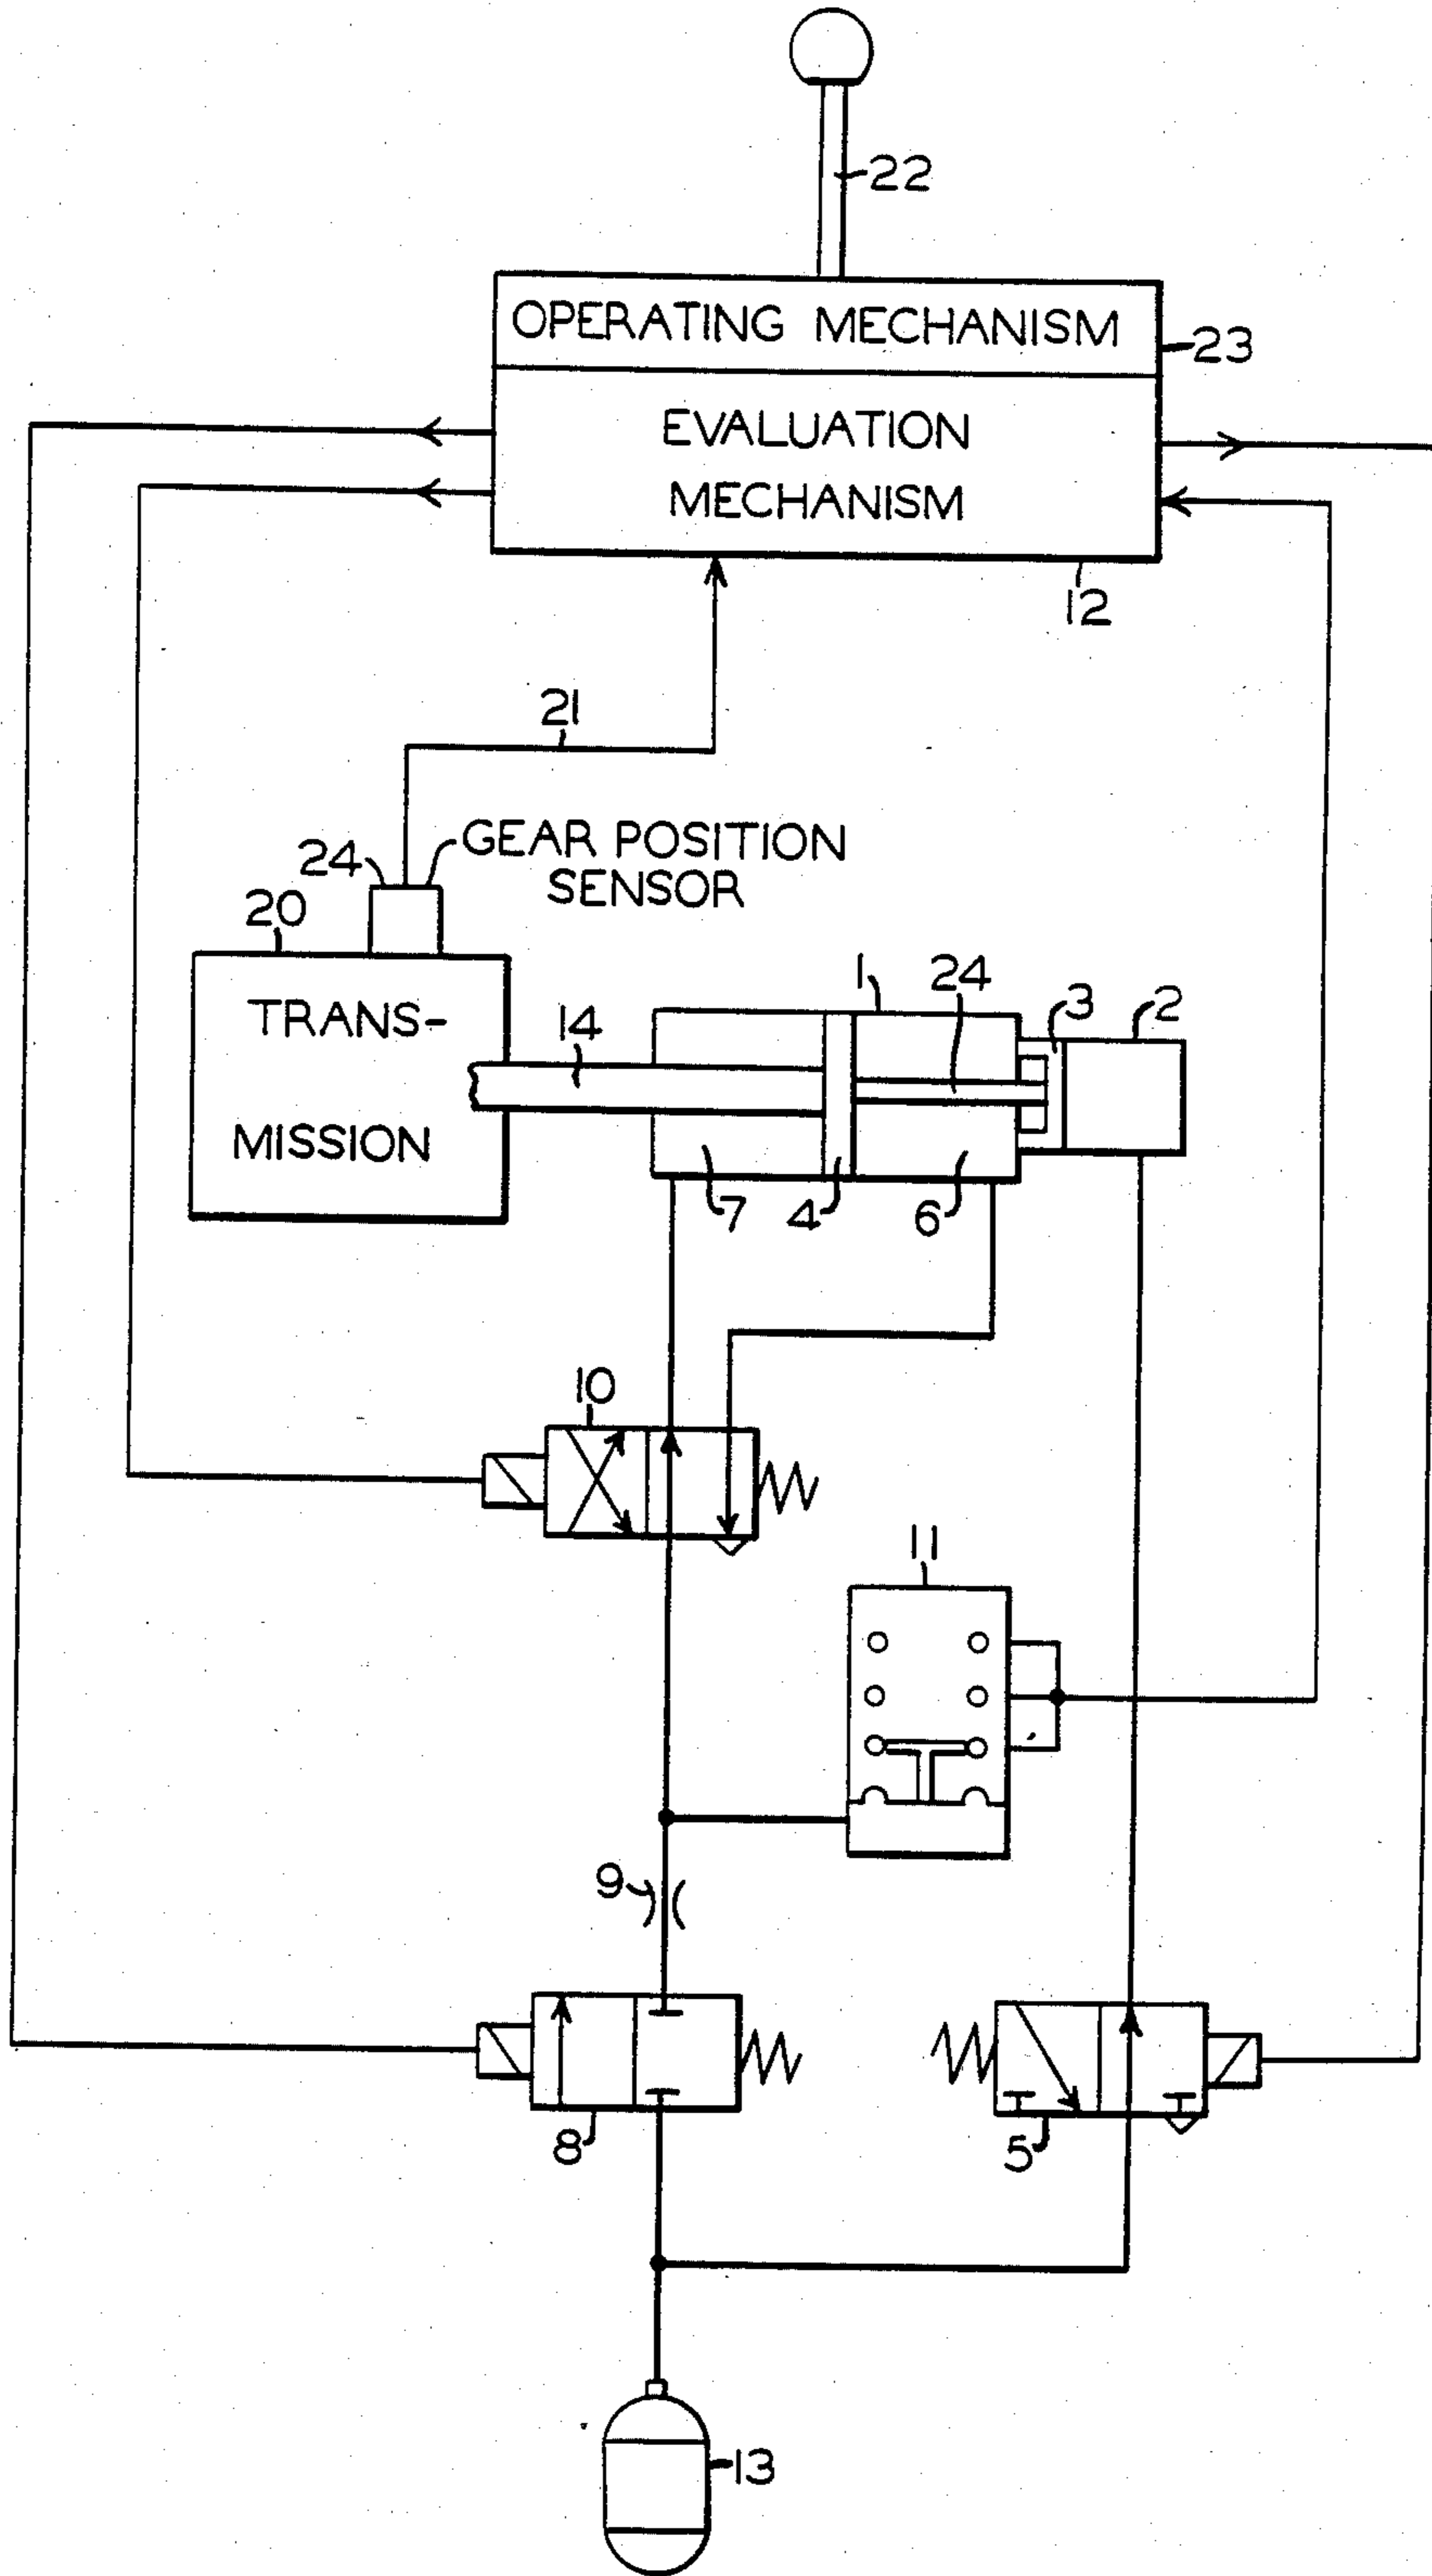 22
OPERATING MECHANISM
23
EVALUATION
MECHANISM
12
21
GEAR POSITION
SENSOR
24
20
TRANS-
MISSION
14
1
24
3
2
7
4
6
10
11
9
8
5
13